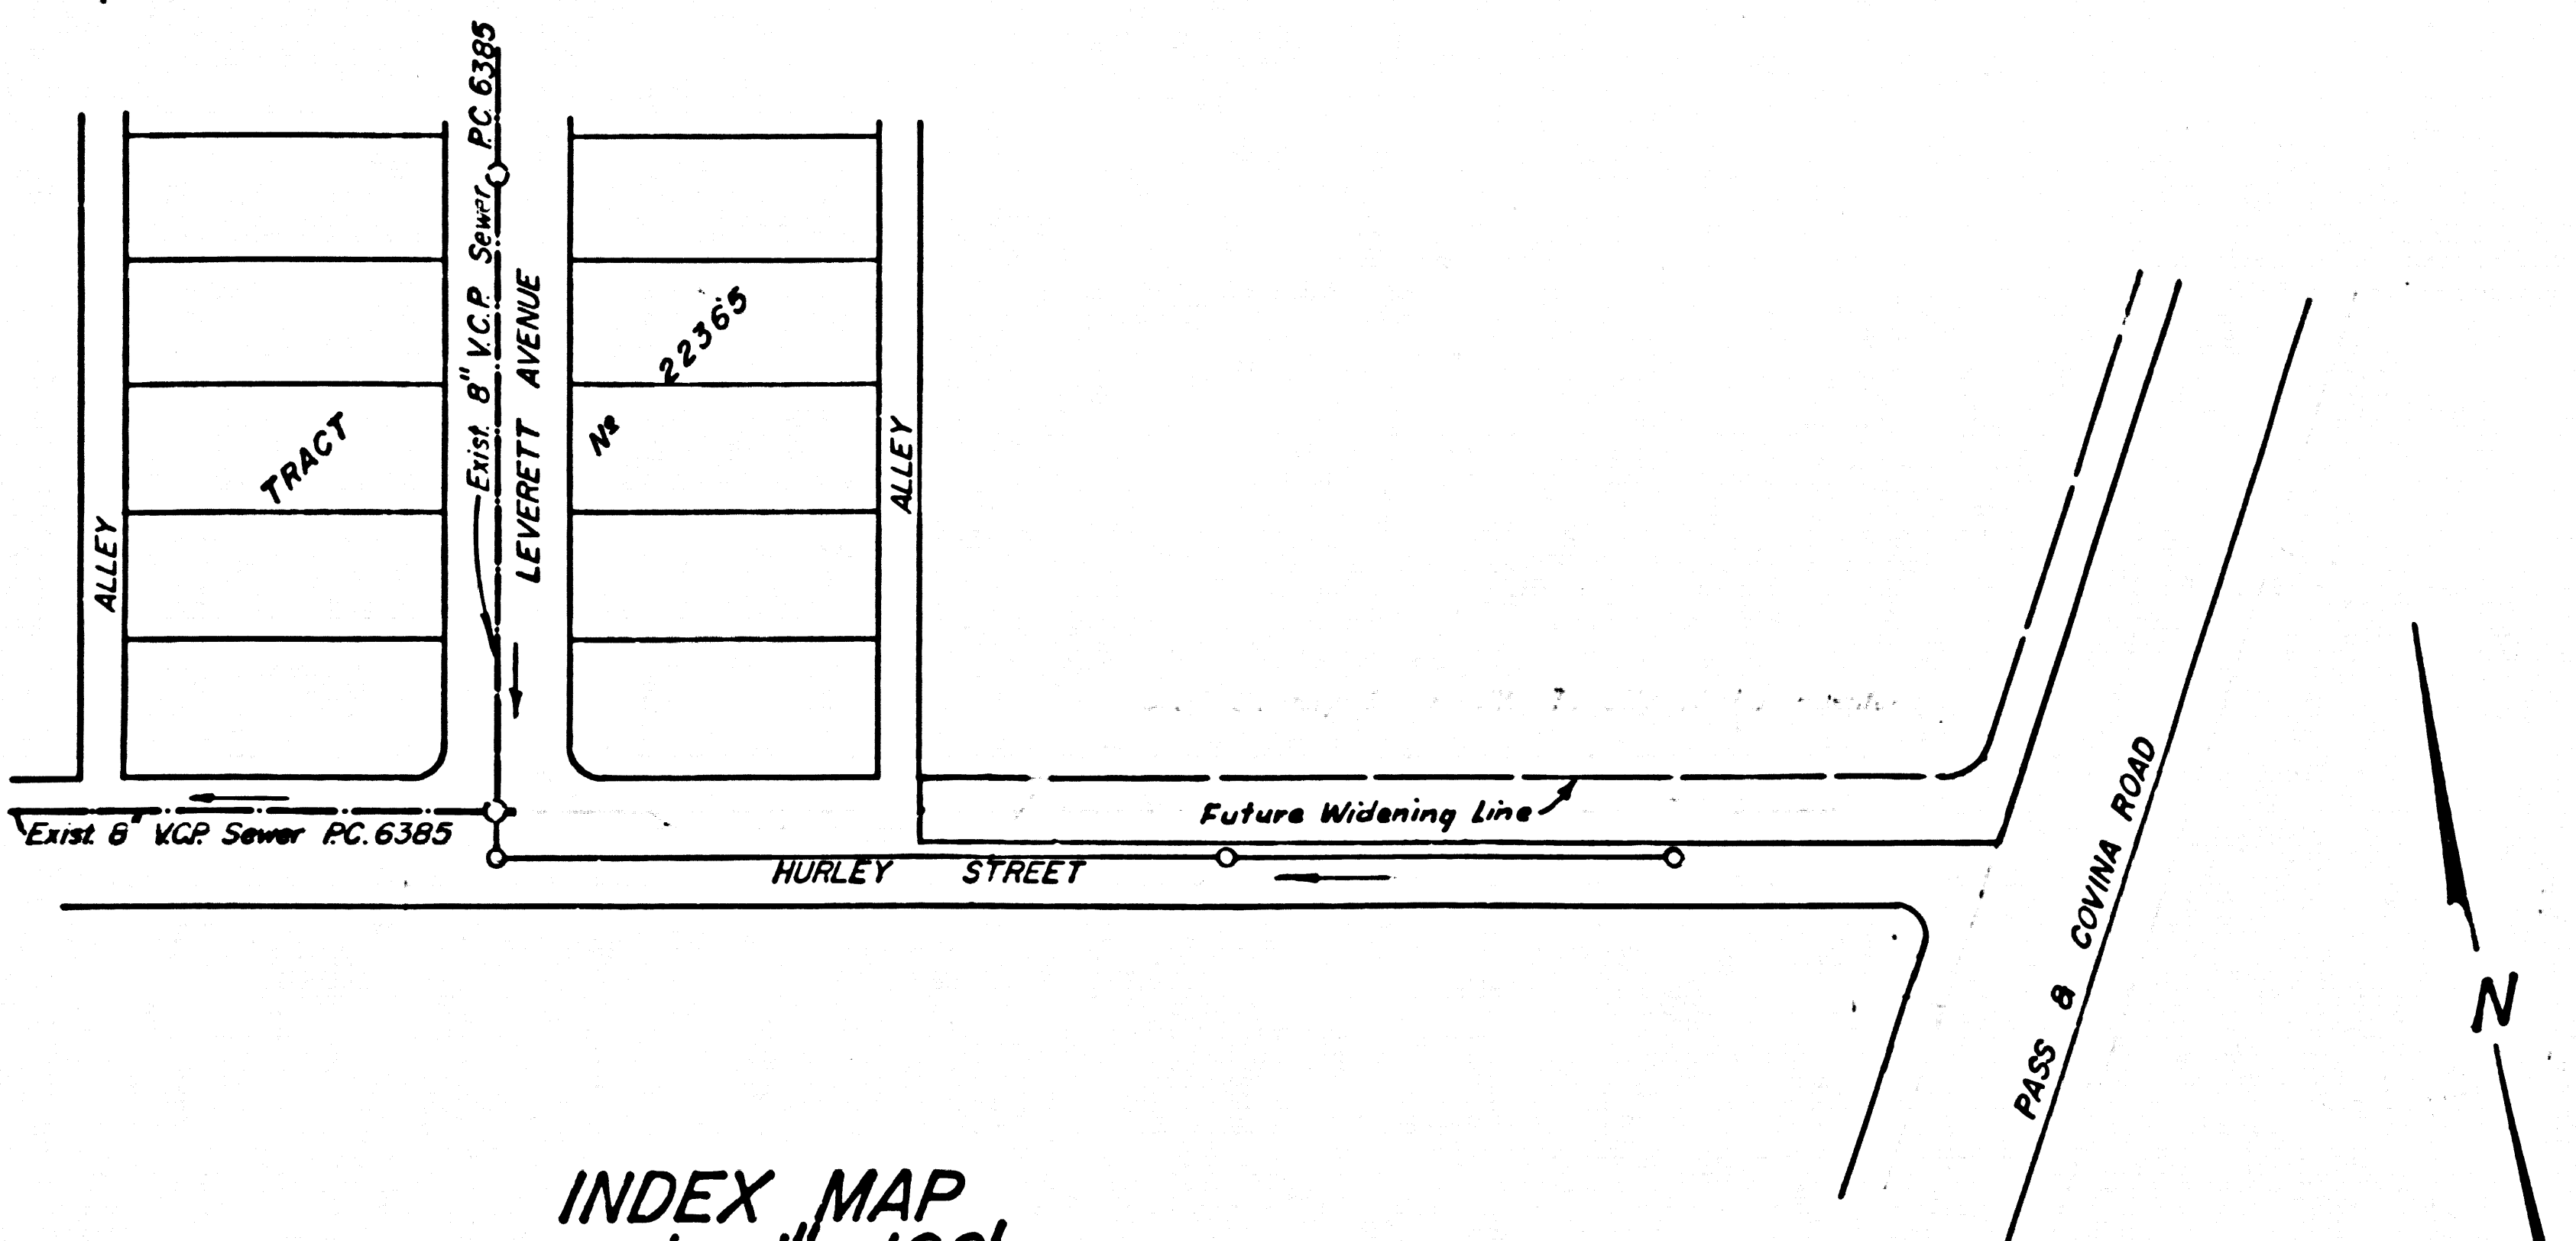 Exist. 8" V.C.P. Sewer P.C. 6385
LEVERETT AVENUE
TRACT Nº 22365
ALLEY
ALLEY
Exist. 8" V.C.P. Sewer P.C. 6385
Future Widening Line
HURLEY STREET
PASS & COVINA ROAD
N
INDEX MAP